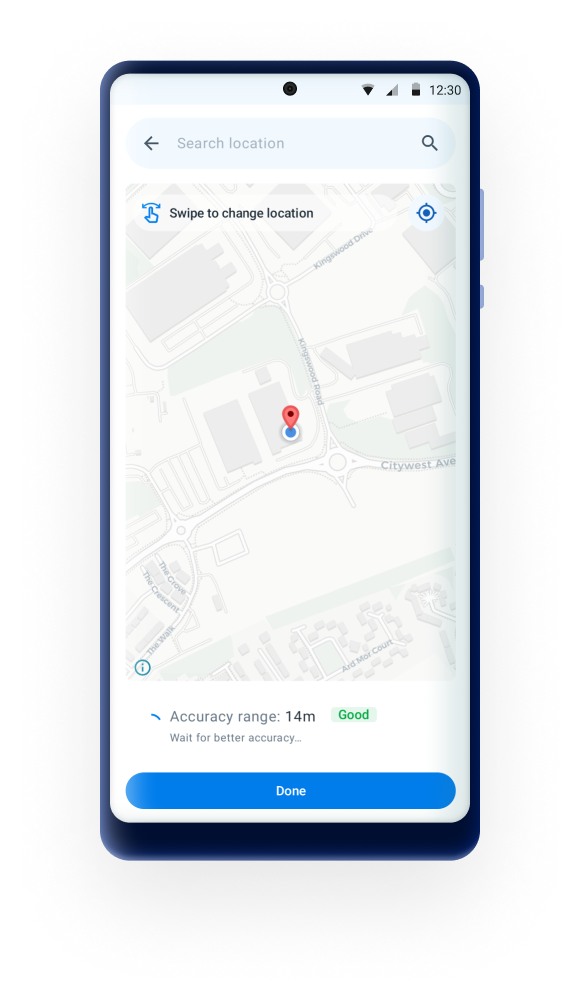 12:30
Search location
Swipe to change location
Kingswood Drive
Kingswood Road
Citywest Ave
The Grove
The Crescent
The Walk
Ard Mor Court
Accuracy range: 14m
Good
Wait for better accuracy...
Done